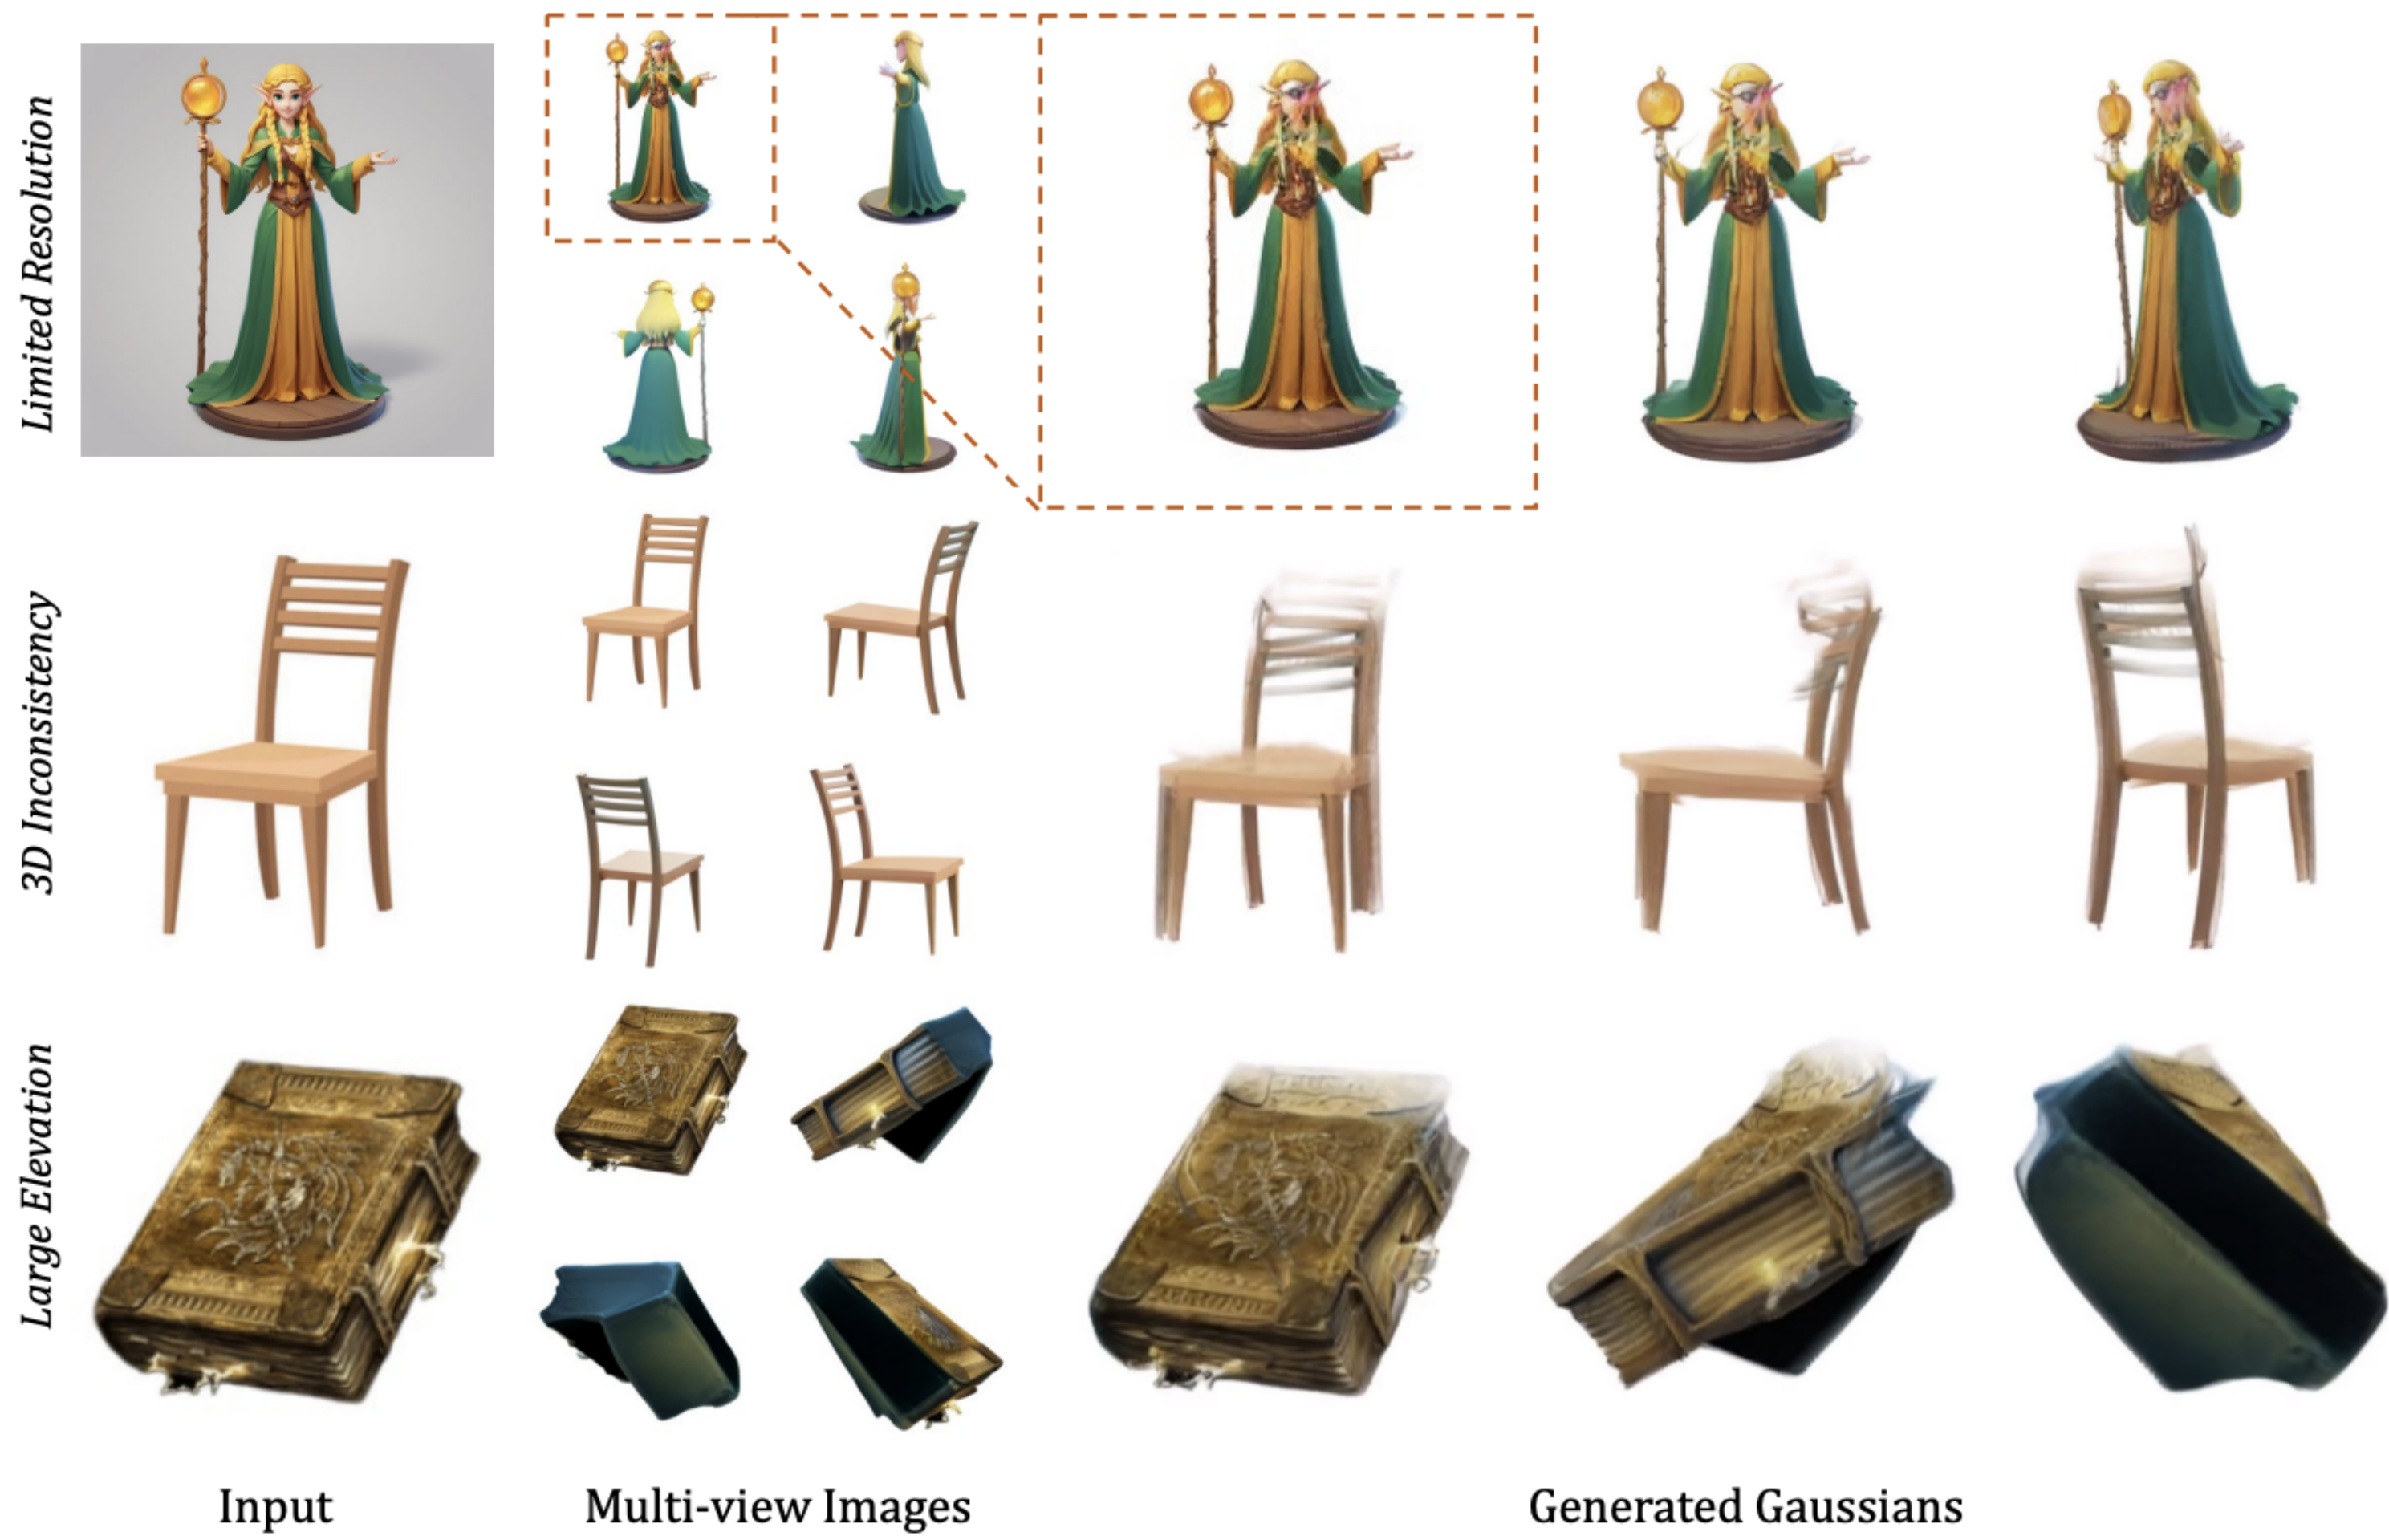 Limited Resolution
3D Inconsistency
Large Elevation
Input
Multi-view Images
Generated Gaussians